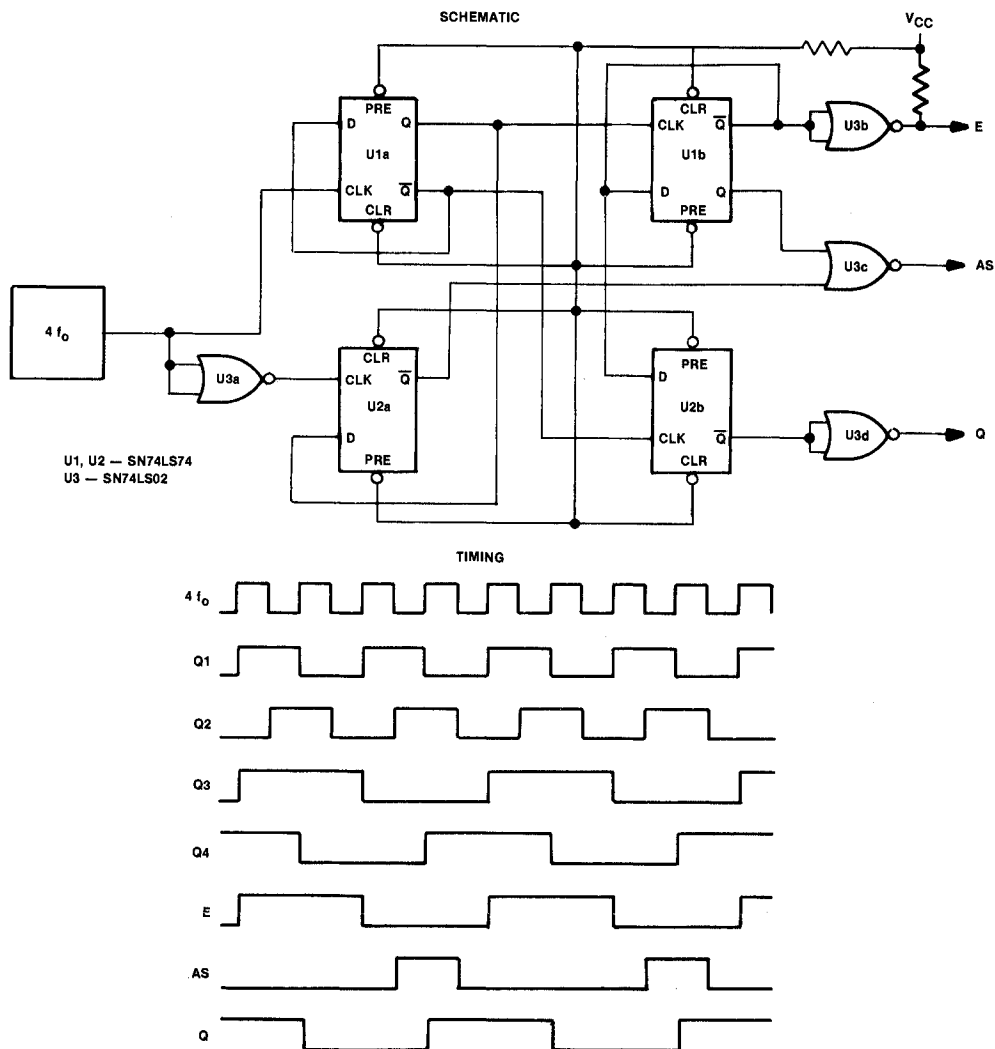 SCHEMATIC
VCC
PRE
D Q
U1a
CLK Q̅
CLR
CLR
CLK Q̅
U1b
D Q
PRE
U3b
E
U3c
AS
4 fo
U3a
CLR
CLK Q̅
U2a
D
PRE
PRE
D
U2b
CLK Q̅
CLR
U3d
Q
U1, U2 — SN74LS74
U3 — SN74LS02
TIMING
4 fo
Q1
Q2
Q3
Q4
E
AS
Q